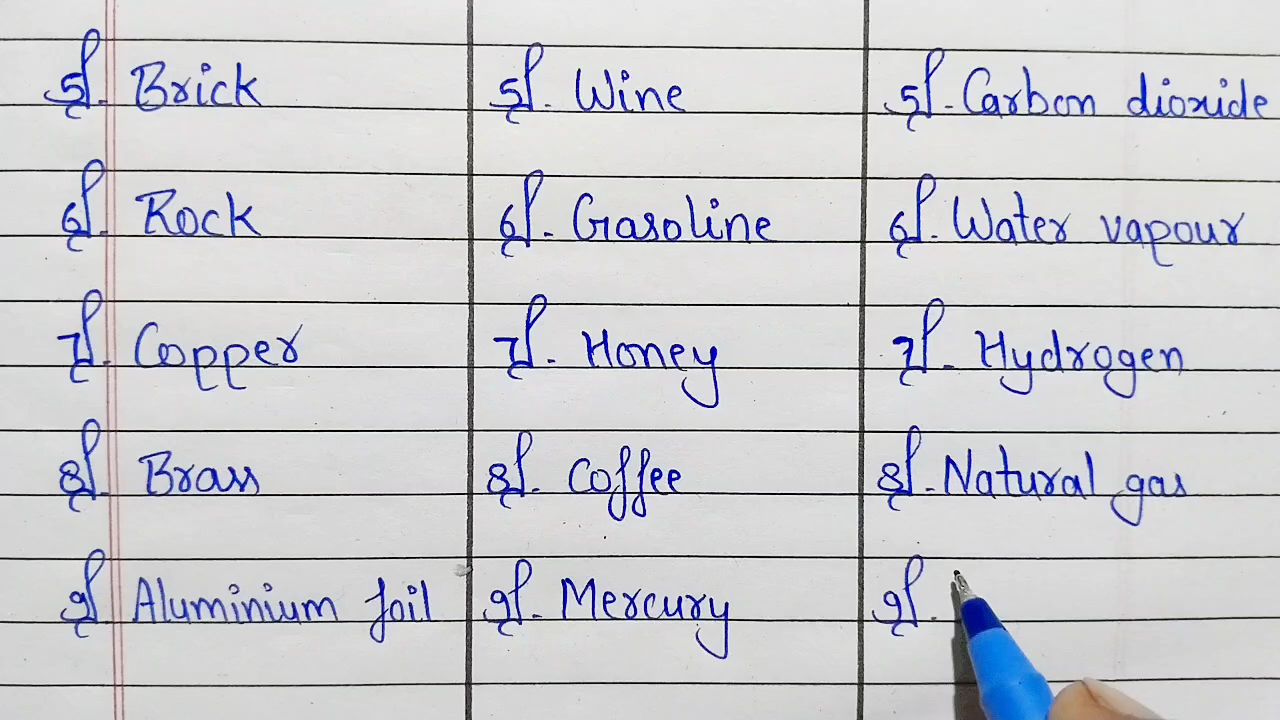 5. Brick 5. Wine 5. Carbon dioxide
6. Rock 6. Gasoline 6. Water vapour
7. Copper 7. Honey 7. Hydrogen
8. Brass 8. Coffee 8. Natural gas
9. Aluminium foil 9. Mercury 9.